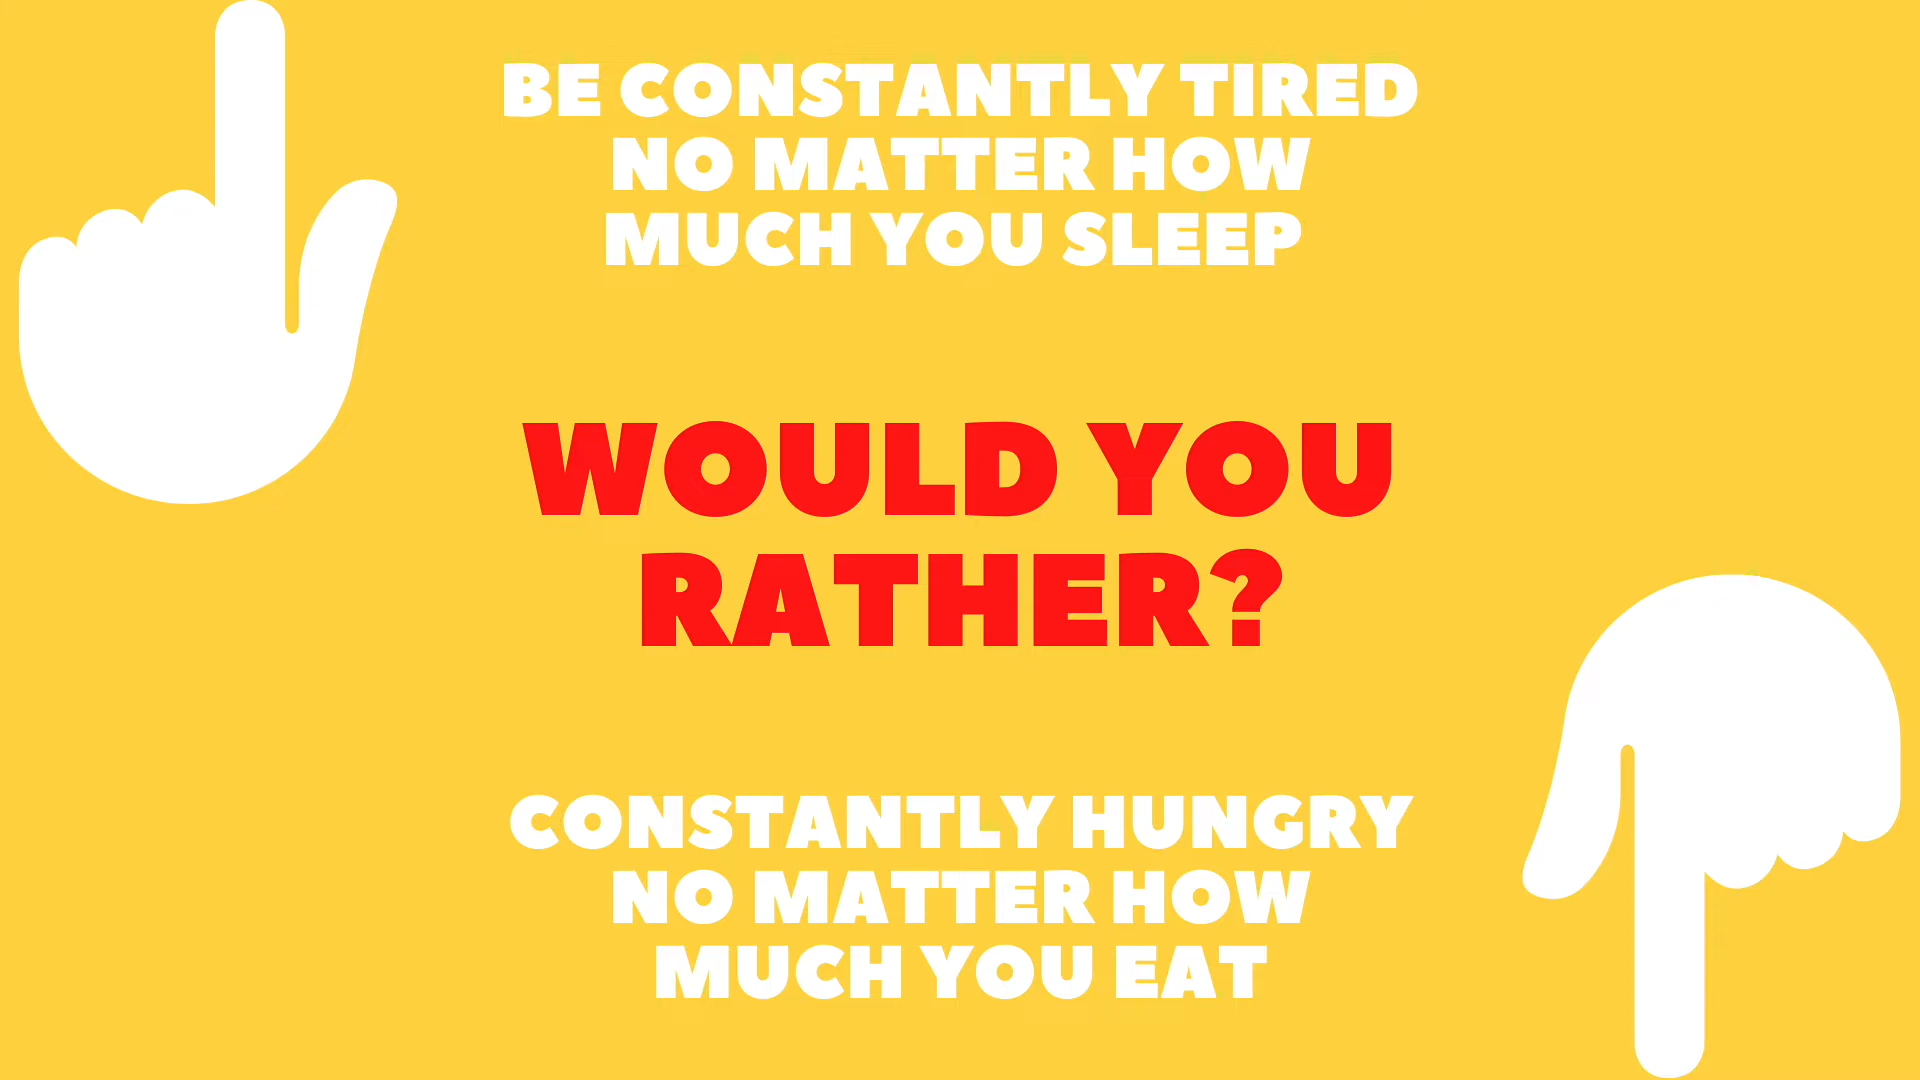 BE CONSTANTLY TIRED
NO MATTER HOW
MUCH YOU SLEEP
WOULD YOU
RATHER?
CONSTANTLY HUNGRY
NO MATTER HOW
MUCH YOU EAT